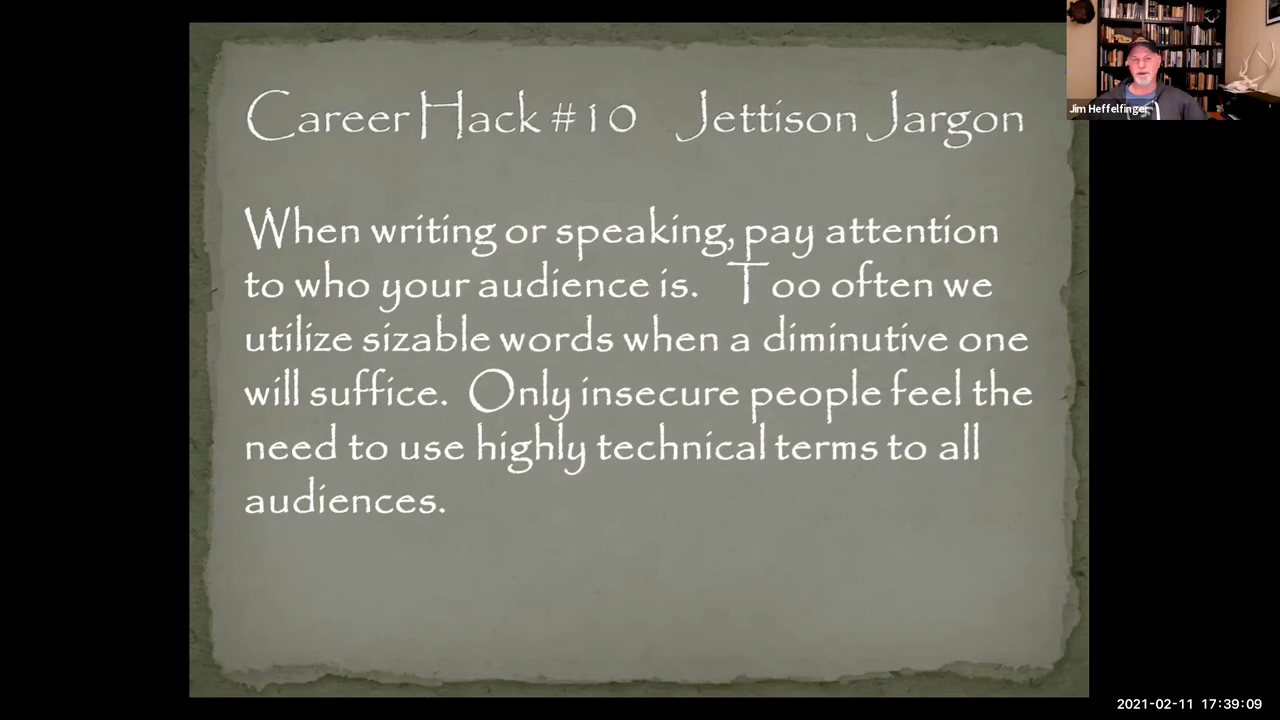 Career Hack #10 Jettison Jargon
When writing or speaking, pay attention
to who your audience is. Too often we
utilize sizable words when a diminutive one
will suffice. Only insecure people feel the
need to use highly technical terms to all
audiences.
Jim Heffelfinger
2021-02-11 17:39:09